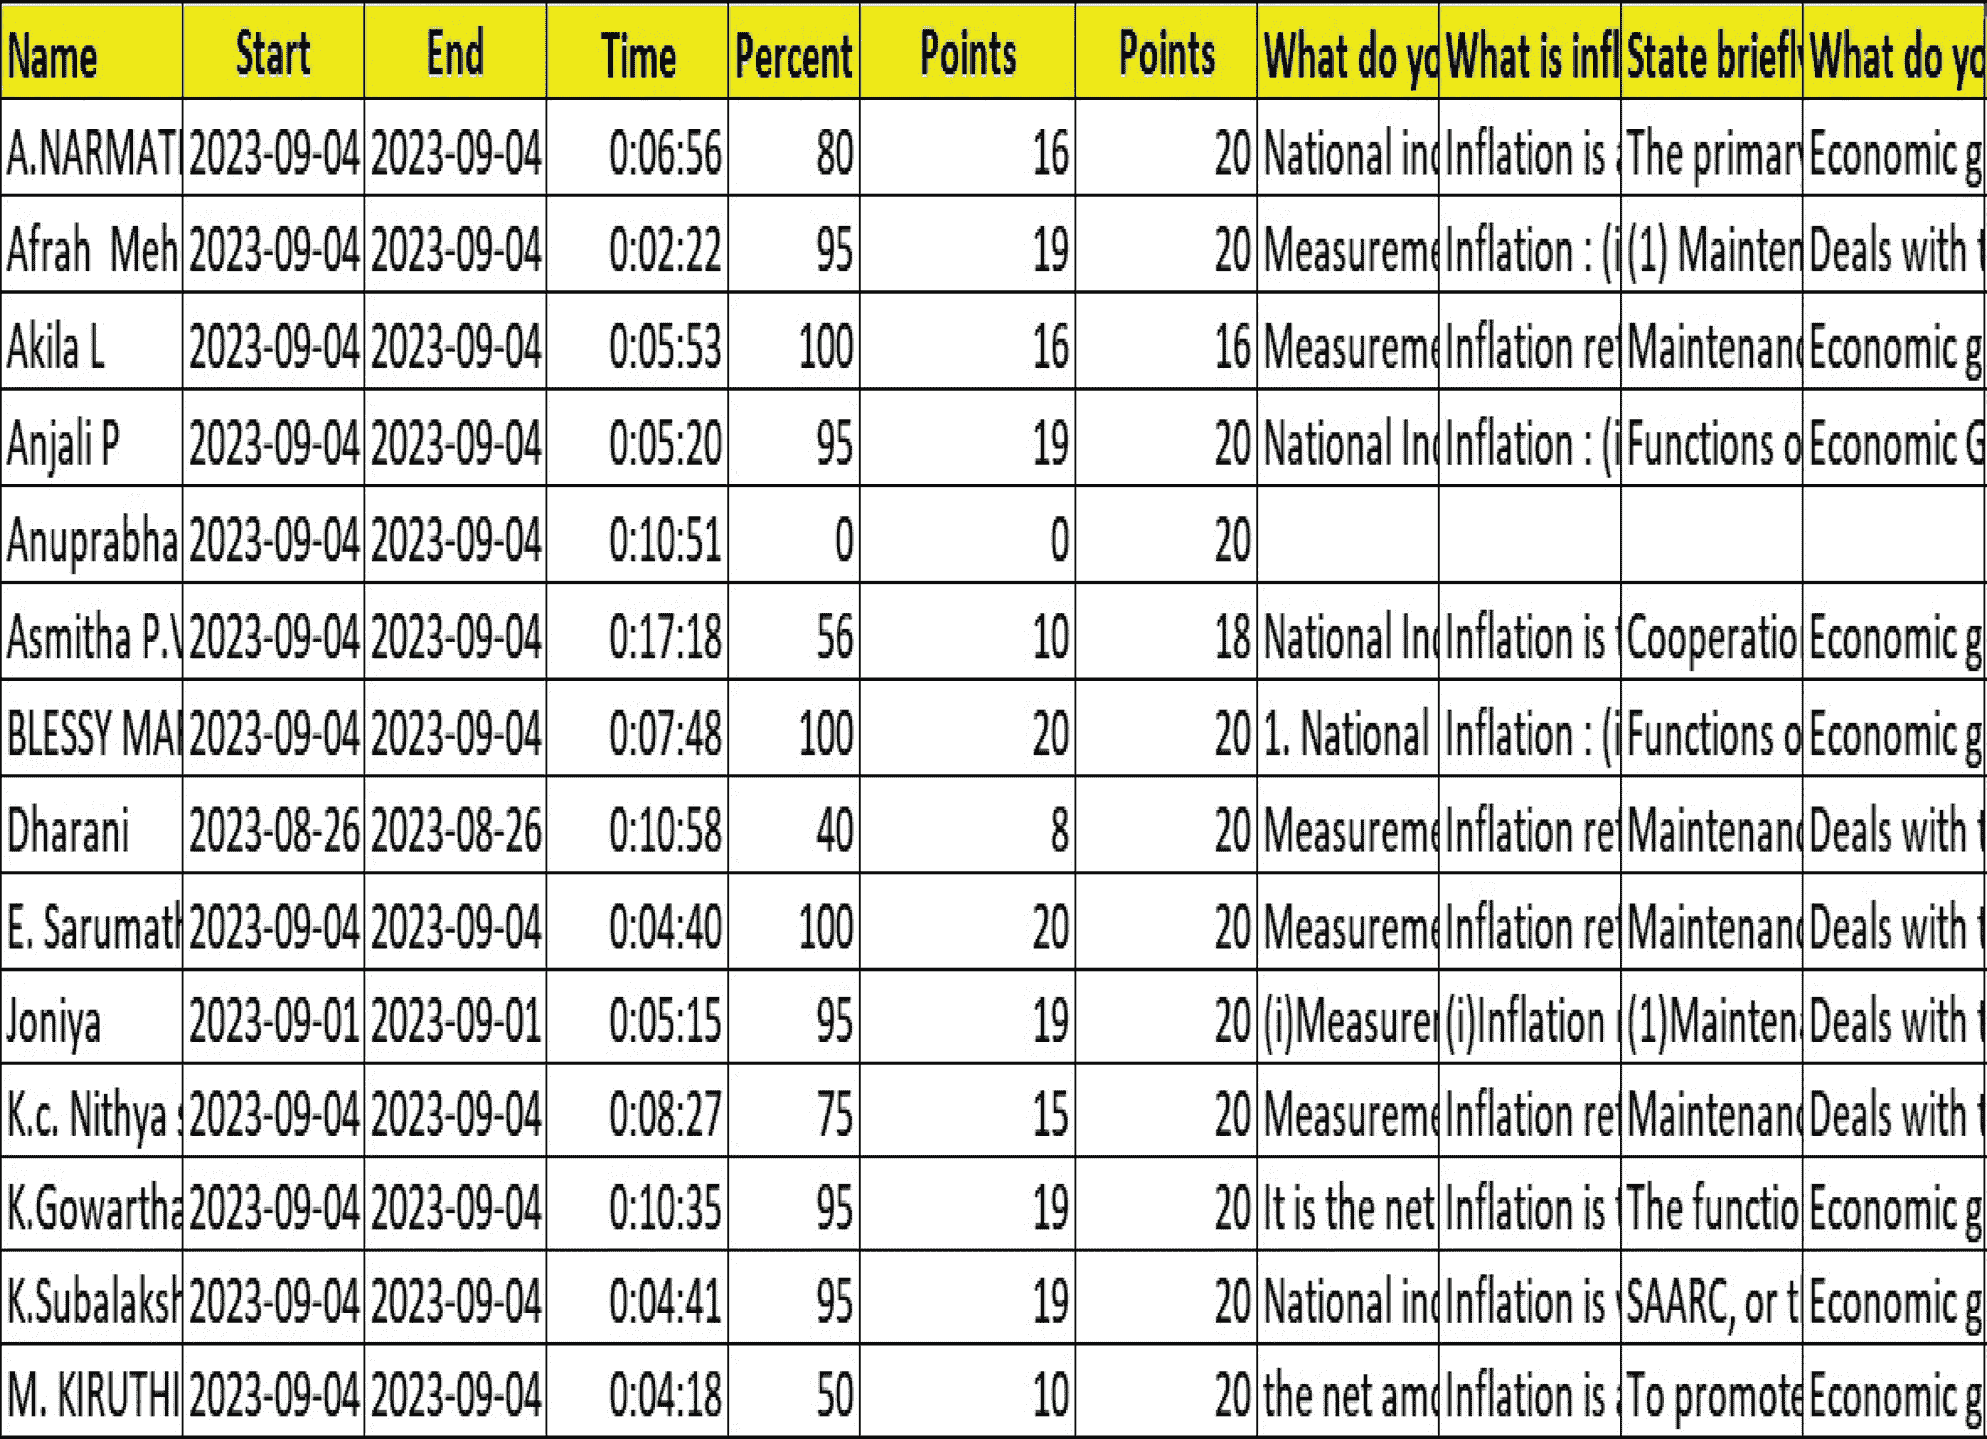 Name Start End Time Percent Points Points What do yo What is infl State briefly What do yo
A.NARMATI 2023-09-04 2023-09-04 0:06:56 80 16 20 National inc Inflation is The primary Economic g
Afrah Meh 2023-09-04 2023-09-04 0:02:22 95 19 20 Measureme Inflation : (i (1) Mainten Deals with t
Akila L 2023-09-04 2023-09-04 0:05:53 100 16 16 Measureme Inflation ref Maintenanc Economic g
Anjali P 2023-09-04 2023-09-04 0:05:20 95 19 20 National Inc Inflation : (i Functions o Economic G
Anuprabha 2023-09-04 2023-09-04 0:10:51 0 0 20
Asmitha P.V 2023-09-04 2023-09-04 0:17:18 56 10 18 National Inc Inflation is t Cooperatio Economic g
BLESSY MAR 2023-09-04 2023-09-04 0:07:48 100 20 20 1. National Inflation : (i Functions o Economic g
Dharani 2023-08-26 2023-08-26 0:10:58 40 8 20 Measureme Inflation ref Maintenanc Deals with t
E. Sarumath 2023-09-04 2023-09-04 0:04:40 100 20 20 Measureme Inflation ref Maintenanc Deals with t
Joniya 2023-09-01 2023-09-01 0:05:15 95 19 20 (i)Measurer (i)Inflation (1)Maintena Deals with t
K.c. Nithya s 2023-09-04 2023-09-04 0:08:27 75 15 20 Measureme Inflation ref Maintenanc Deals with t
K.Gowartha 2023-09-04 2023-09-04 0:10:35 95 19 20 It is the net Inflation is t The functio Economic g
K.Subalaksh 2023-09-04 2023-09-04 0:04:41 95 19 20 National inc Inflation is SAARC, or t Economic g
M. KIRUTHI 2023-09-04 2023-09-04 0:04:18 50 10 20 the net amo Inflation is To promote Economic g